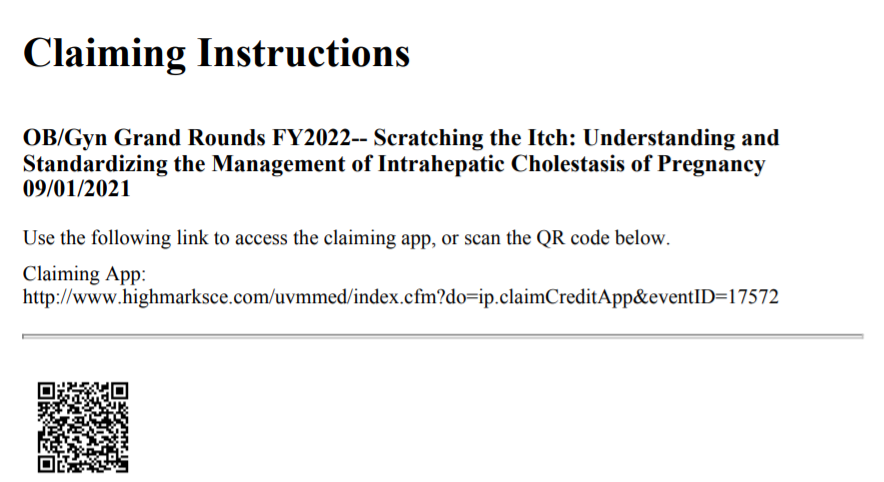 Claiming Instructions
OB/Gyn Grand Rounds FY2022-- Scratching the Itch: Understanding and
Standardizing the Management of Intrahepatic Cholestasis of Pregnancy
09/01/2021
Use the following link to access the claiming app, or scan the QR code below.
Claiming App:
http://www.highmarksce.com/uvmmed/index.cfm?do=ip.claimCreditApp&eventID=17572